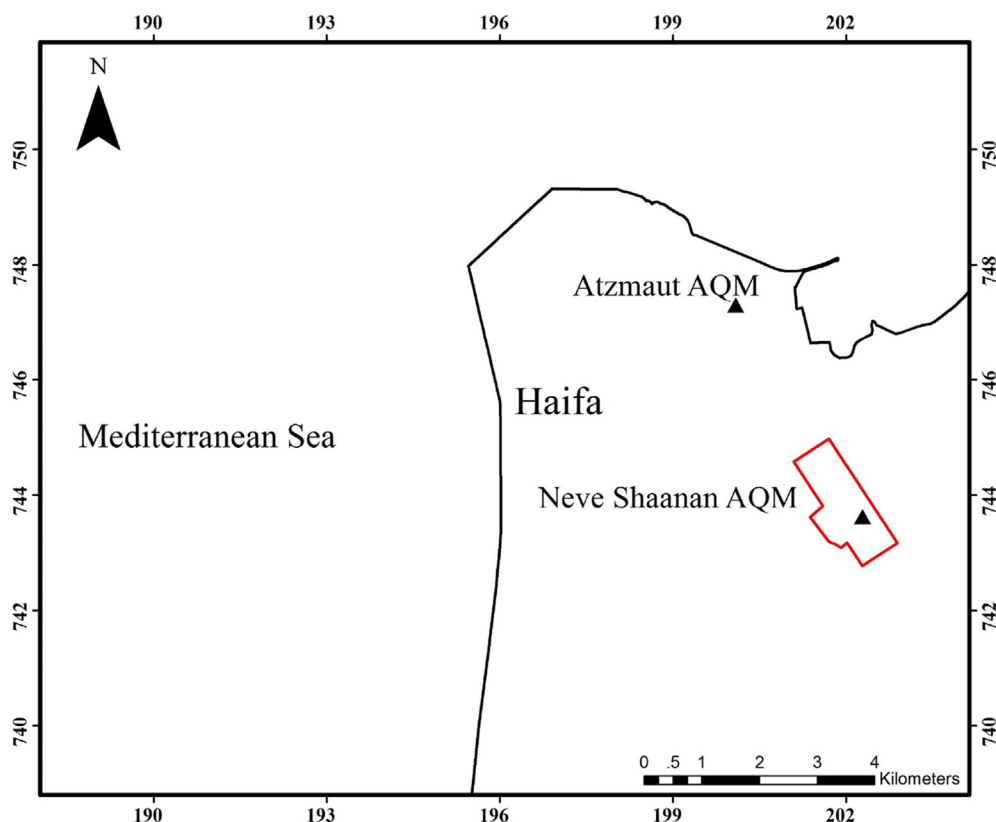 190 193 196 199 202
N
750 750
748 748
Atzmaut AQM
746 746
Haifa
Mediterranean Sea
744 744
Neve Shaanan AQM
742 742
740 740
0 .5 1 2 3 4
Kilometers
190 193 196 199 202